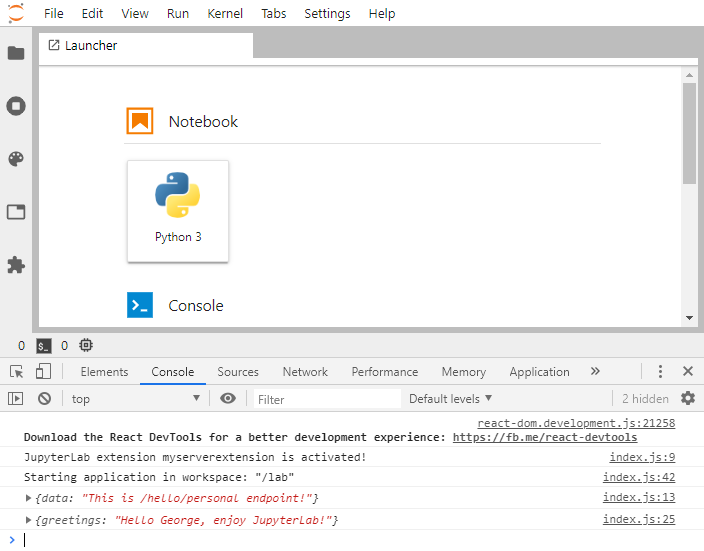 File Edit View Run Kernel Tabs Settings Help
Launcher
Notebook
Python 3
Console
0 $_ 0
Elements Console Sources Network Performance Memory Application »
top Filter Default levels 2 hidden
react-dom.development.js:21258
Download the React DevTools for a better development experience: https://fb.me/react-devtools
JupyterLab extension myserverextension is activated! index.js:9
Starting application in workspace: "/lab" index.js:42
{data: "This is /hello/personal endpoint!"} index.js:13
{greetings: "Hello George, enjoy JupyterLab!"} index.js:25